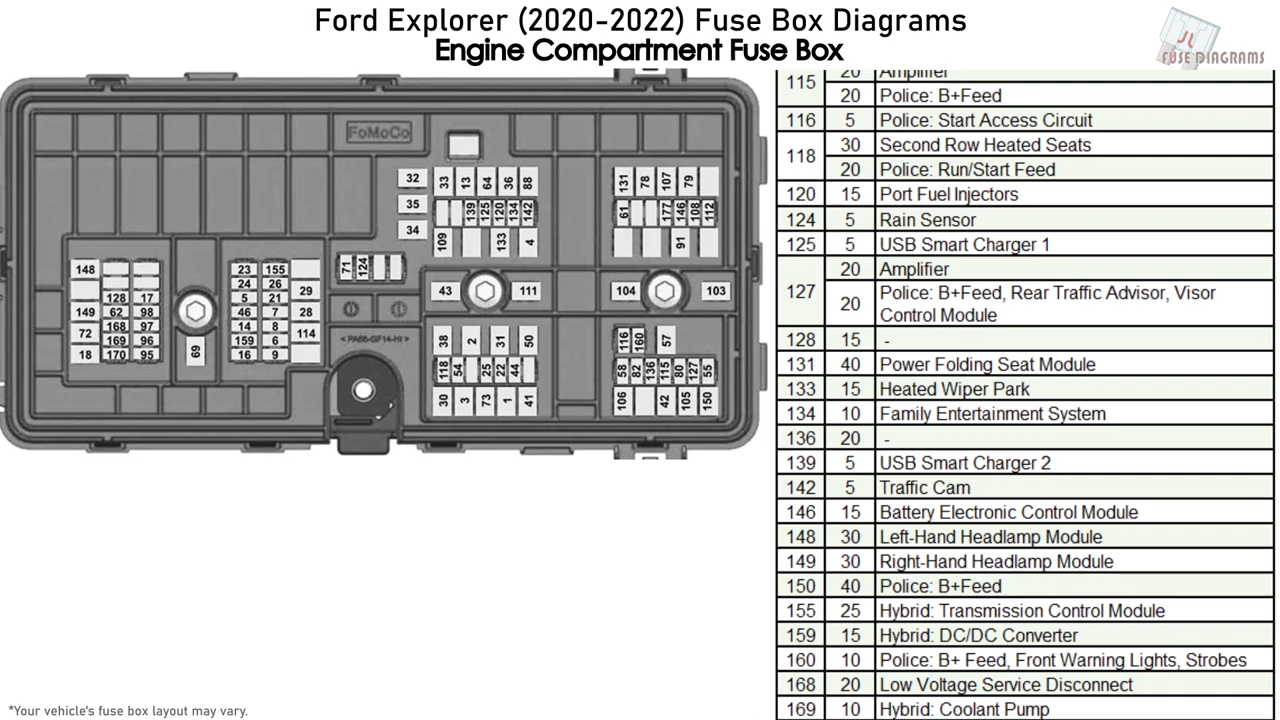 Ford Explorer (2020-2022) Fuse Box Diagrams
Engine Compartment Fuse Box
JL
FUSE DIAGRAMS
FoMoCo
32
35
34
33 13 64 36 88
139 125 120 134 142
109 133 4
131 78 107 79
61 177 146 108 112
91
71 124
43 111
104 103
148
128 17
149 62 98
168 97
72 169 96
18 170 95
69
23 155
24 26
5 21 29
46 7 28
14 8
159 6 114
16 9
< PA66-GF14-HI >
38 2 31 50
118 54 25 22 44
30 3 73 1 41
116 160 57
58 82 136 115 80 127 55
106 42 105 150
115 20 Amplifier
20 Police: B+Feed
116 5 Police: Start Access Circuit
118 30 Second Row Heated Seats
20 Police: Run/Start Feed
120 15 Port Fuel Injectors
124 5 Rain Sensor
125 5 USB Smart Charger 1
127 20 Amplifier
20 Police: B+Feed, Rear Traffic Advisor, Visor
Control Module
128 15 -
131 40 Power Folding Seat Module
133 15 Heated Wiper Park
134 10 Family Entertainment System
136 20 -
139 5 USB Smart Charger 2
142 5 Traffic Cam
146 15 Battery Electronic Control Module
148 30 Left-Hand Headlamp Module
149 30 Right-Hand Headlamp Module
150 40 Police: B+Feed
155 25 Hybrid: Transmission Control Module
159 15 Hybrid: DC/DC Converter
160 10 Police: B+ Feed, Front Warning Lights, Strobes
168 20 Low Voltage Service Disconnect
169 10 Hybrid: Coolant Pump
*Your vehicle's fuse box layout may vary.